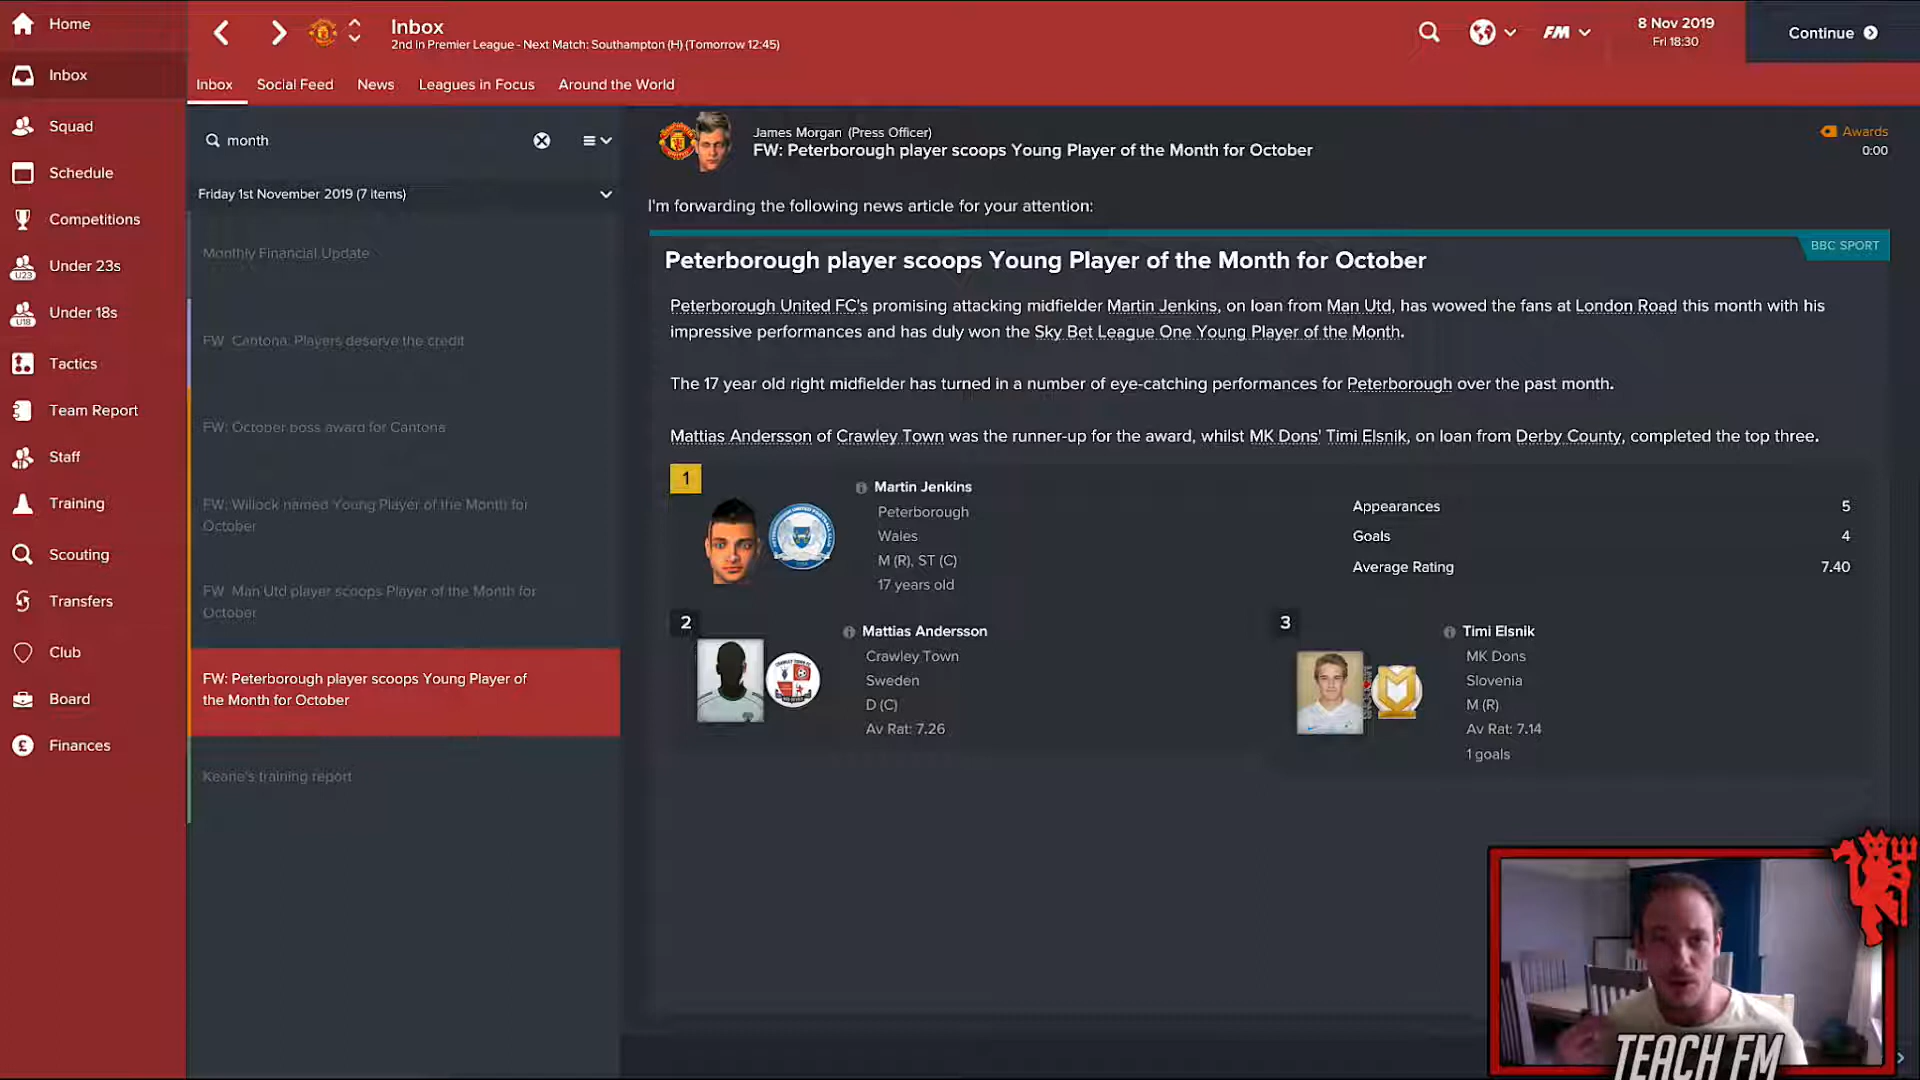 Home
Inbox
Squad
Schedule
Competitions
Under 23s
Under 18s
Tactics
Team Report
Staff
Training
Scouting
Transfers
Club
Board
Finances
Inbox
2nd in Premier League - Next Match: Southampton (H) (Tomorrow 12:45)
FM
8 Nov 2019
Fri 18:30
Continue
Inbox
Social Feed
News
Leagues in Focus
Around the World
month
Friday 1st November 2019 (7 items)
Monthly Financial Update
FW: Cantona: Players deserve the credit
FW: October boss award for Cantona
FW: Willock named Young Player of the Month for
October
FW: Man Utd player scoops Player of the Month for
October
FW: Peterborough player scoops Young Player of
the Month for October
Keane's training report
James Morgan (Press Officer)
FW: Peterborough player scoops Young Player of the Month for October
Awards
0:00
I'm forwarding the following news article for your attention:
BBC SPORT
Peterborough player scoops Young Player of the Month for October
Peterborough United FC's promising attacking midfielder Martin Jenkins, on loan from Man Utd, has wowed the fans at London Road this month with his
impressive performances and has duly won the Sky Bet League One Young Player of the Month.
The 17 year old right midfielder has turned in a number of eye-catching performances for Peterborough over the past month.
Mattias Andersson of Crawley Town was the runner-up for the award, whilst MK Dons' Timi Elsnik, on loan from Derby County, completed the top three.
1
Martin Jenkins
Peterborough
Wales
M (R), ST (C)
17 years old
Appearances 5
Goals 4
Average Rating 7.40
2
Mattias Andersson
Crawley Town
Sweden
D (C)
Av Rat: 7.26
3
Timi Elsnik
MK Dons
Slovenia
M (R)
Av Rat: 7.14
1 goals
TEACH FM